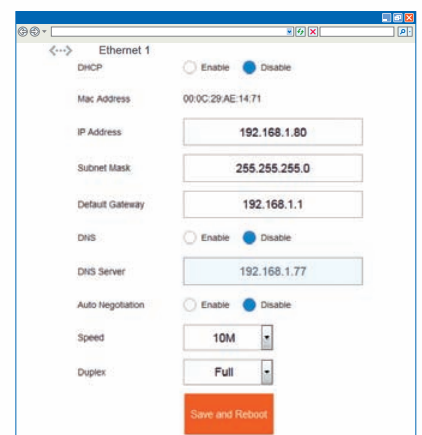 Ethernet 1
DHCP Enable Disable
Mac Address 00:0C:29:AE:14:71
IP Address 192.168.1.80
Subnet Mask 255.255.255.0
Default Gateway 192.168.1.1
DNS Enable Disable
DNS Server 192.168.1.77
Auto Negotiation Enable Disable
Speed 10M
Duplex Full
Save and Reboot